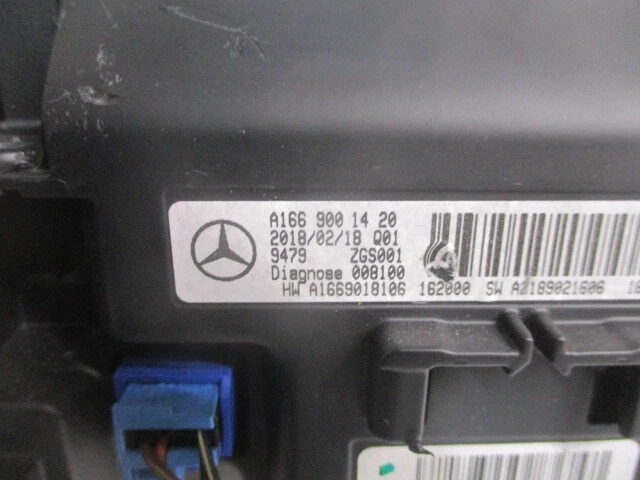 A166 900 14 20
2018/02/18 Q01
9479 ZGS001
Diagnose 008100
HW A1669018106 162000 SW A2189021606